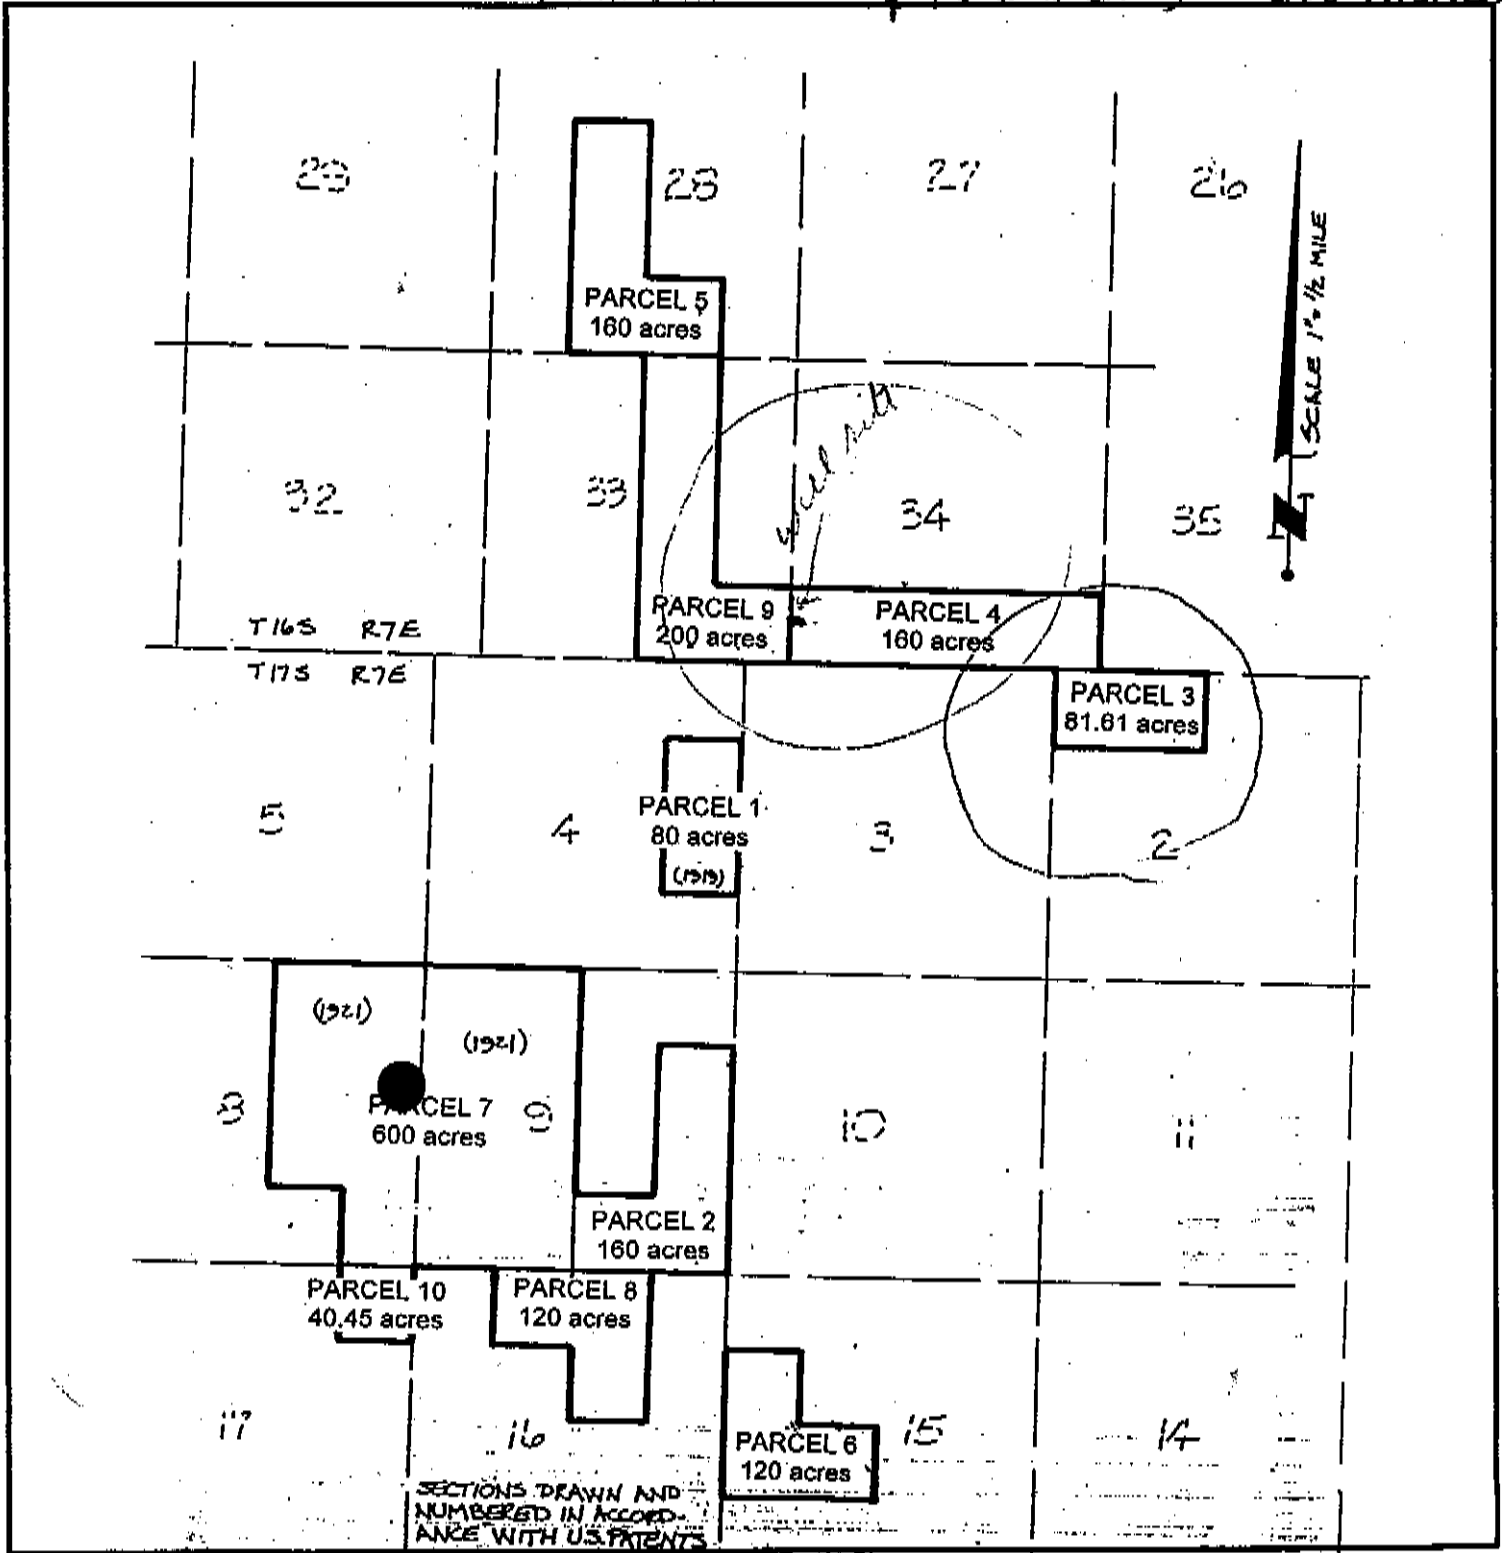 29
28
27
26
PARCEL 5
160 acres
SCALE 1"= 1/2 MILE
N
32
33
34
35
PARCEL 9
200 acres
PARCEL 4
160 acres
T16S R7E
T17S R7E
PARCEL 3
81.61 acres
5
4
PARCEL 1
80 acres
(1919)
3
2
(1921)
(1921)
8
PARCEL 7
600 acres
9
10
11
PARCEL 2
160 acres
PARCEL 10
40.45 acres
PARCEL 8
120 acres
17
16
PARCEL 6
120 acres
15
14
SECTIONS DRAWN AND
NUMBERED IN ACCORD-
ANCE WITH U.S. PATENTS